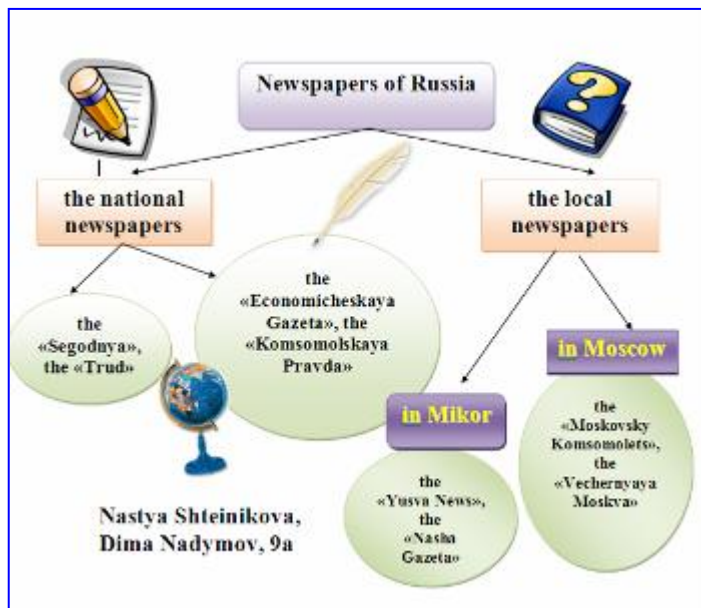 Newspapers of Russia
the national
newspapers
the local
newspapers
the
«Segodnya»,
the «Trud»
the
«Economicheskaya
Gazeta», the
«Komsomolskaya
Pravda»
in Mikor
the
«Yusva News»,
the
«Nasha
Gazeta»
in Moscow
the
«Moskovsky
Komsomolets»,
the
«Vechernyaya
Moskva»
Nastya Shteinikova,
Dima Nadymov, 9a